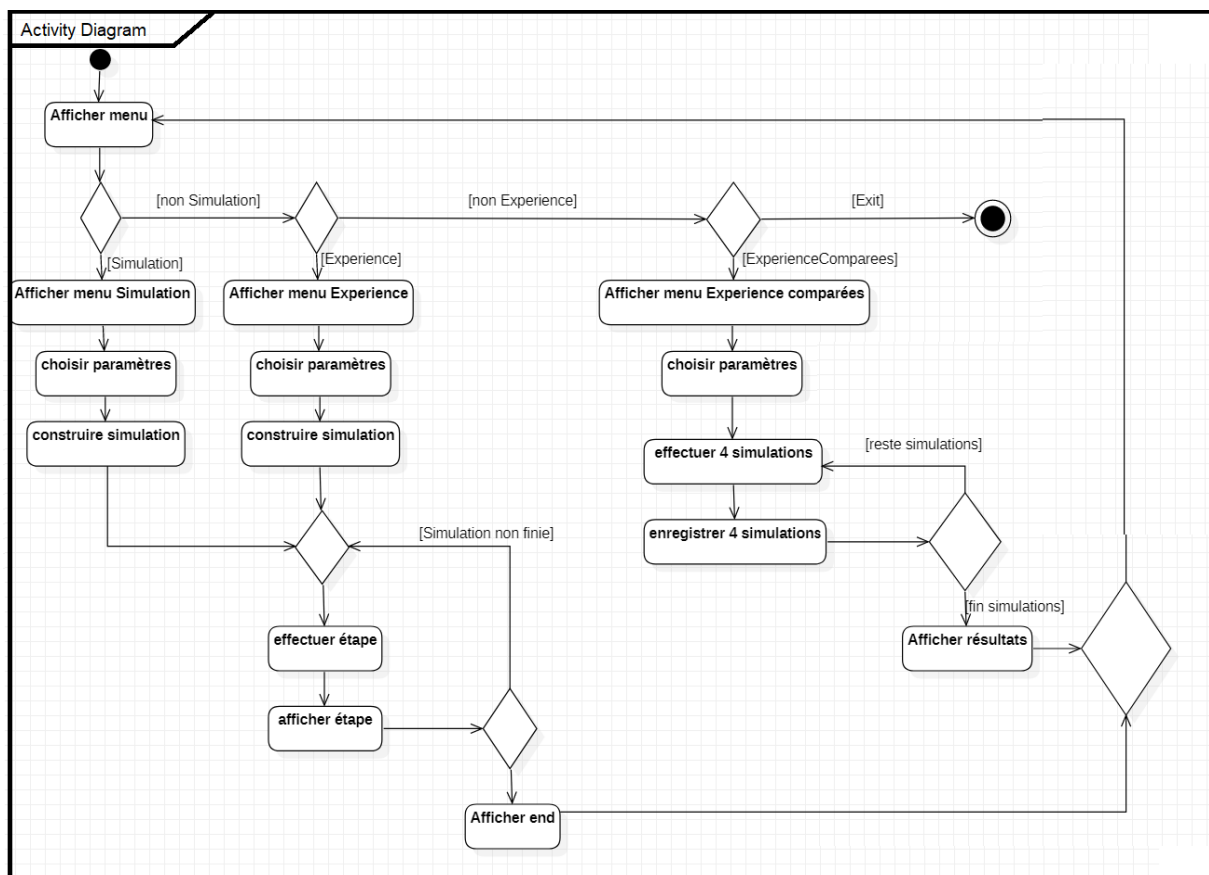 Activity Diagram
Afficher menu
[non Simulation]
[non Experience]
[Exit]
[Simulation]
[Experience]
[ExperienceComparees]
Afficher menu Simulation
Afficher menu Experience
Afficher menu Experience comparées
choisir paramètres
choisir paramètres
choisir paramètres
construire simulation
construire simulation
effectuer 4 simulations
[reste simulations]
enregistrer 4 simulations
[Simulation non finie]
[fin simulations]
effectuer étape
Afficher résultats
afficher étape
Afficher end